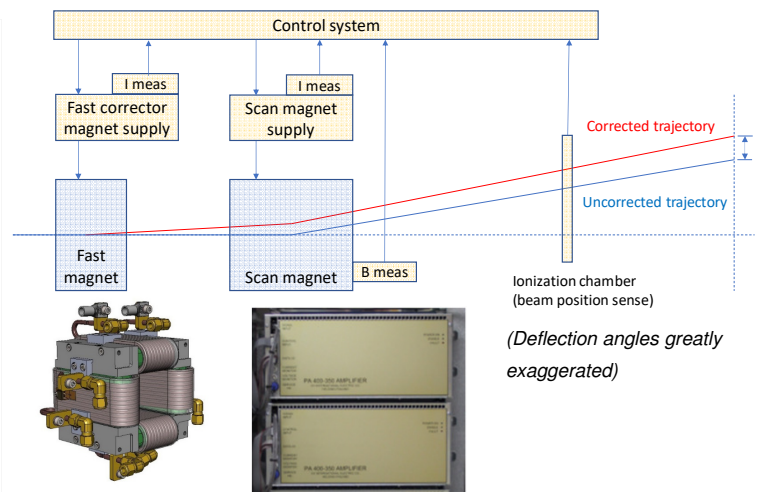 Control system
I meas
I meas
Fast corrector
magnet supply
Scan magnet
supply
Corrected trajectory
Uncorrected trajectory
Fast
magnet
Scan magnet
B meas
Ionization chamber
(beam position sense)
(Deflection angles greatly
exaggerated)
PA 400-350 AMPLIFIER
PA 400-350 AMPLIFIER